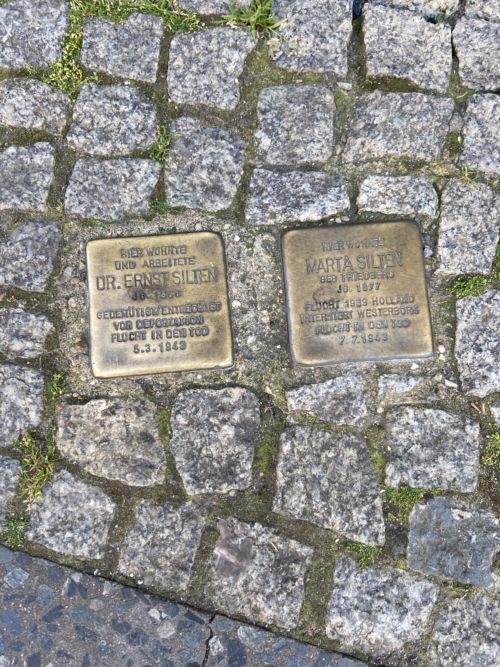 HIER WOHNTE
UND ARBEITETE
DR. ERNST SILTEN
JG. 1866
GEDEMÜTIGT/ENTRECHTET
VOR DEPORTATION
FLUCHT IN DEN TOD
5.3.1943
HIER WOHNTE
MARTA SILTEN
GEB. FRIEDBERG
JG. 1877
FLUCHT 1939 HOLLAND
INTERNIERT WESTERBORK
FLUCHT IN DEN TOD
7.7.1943